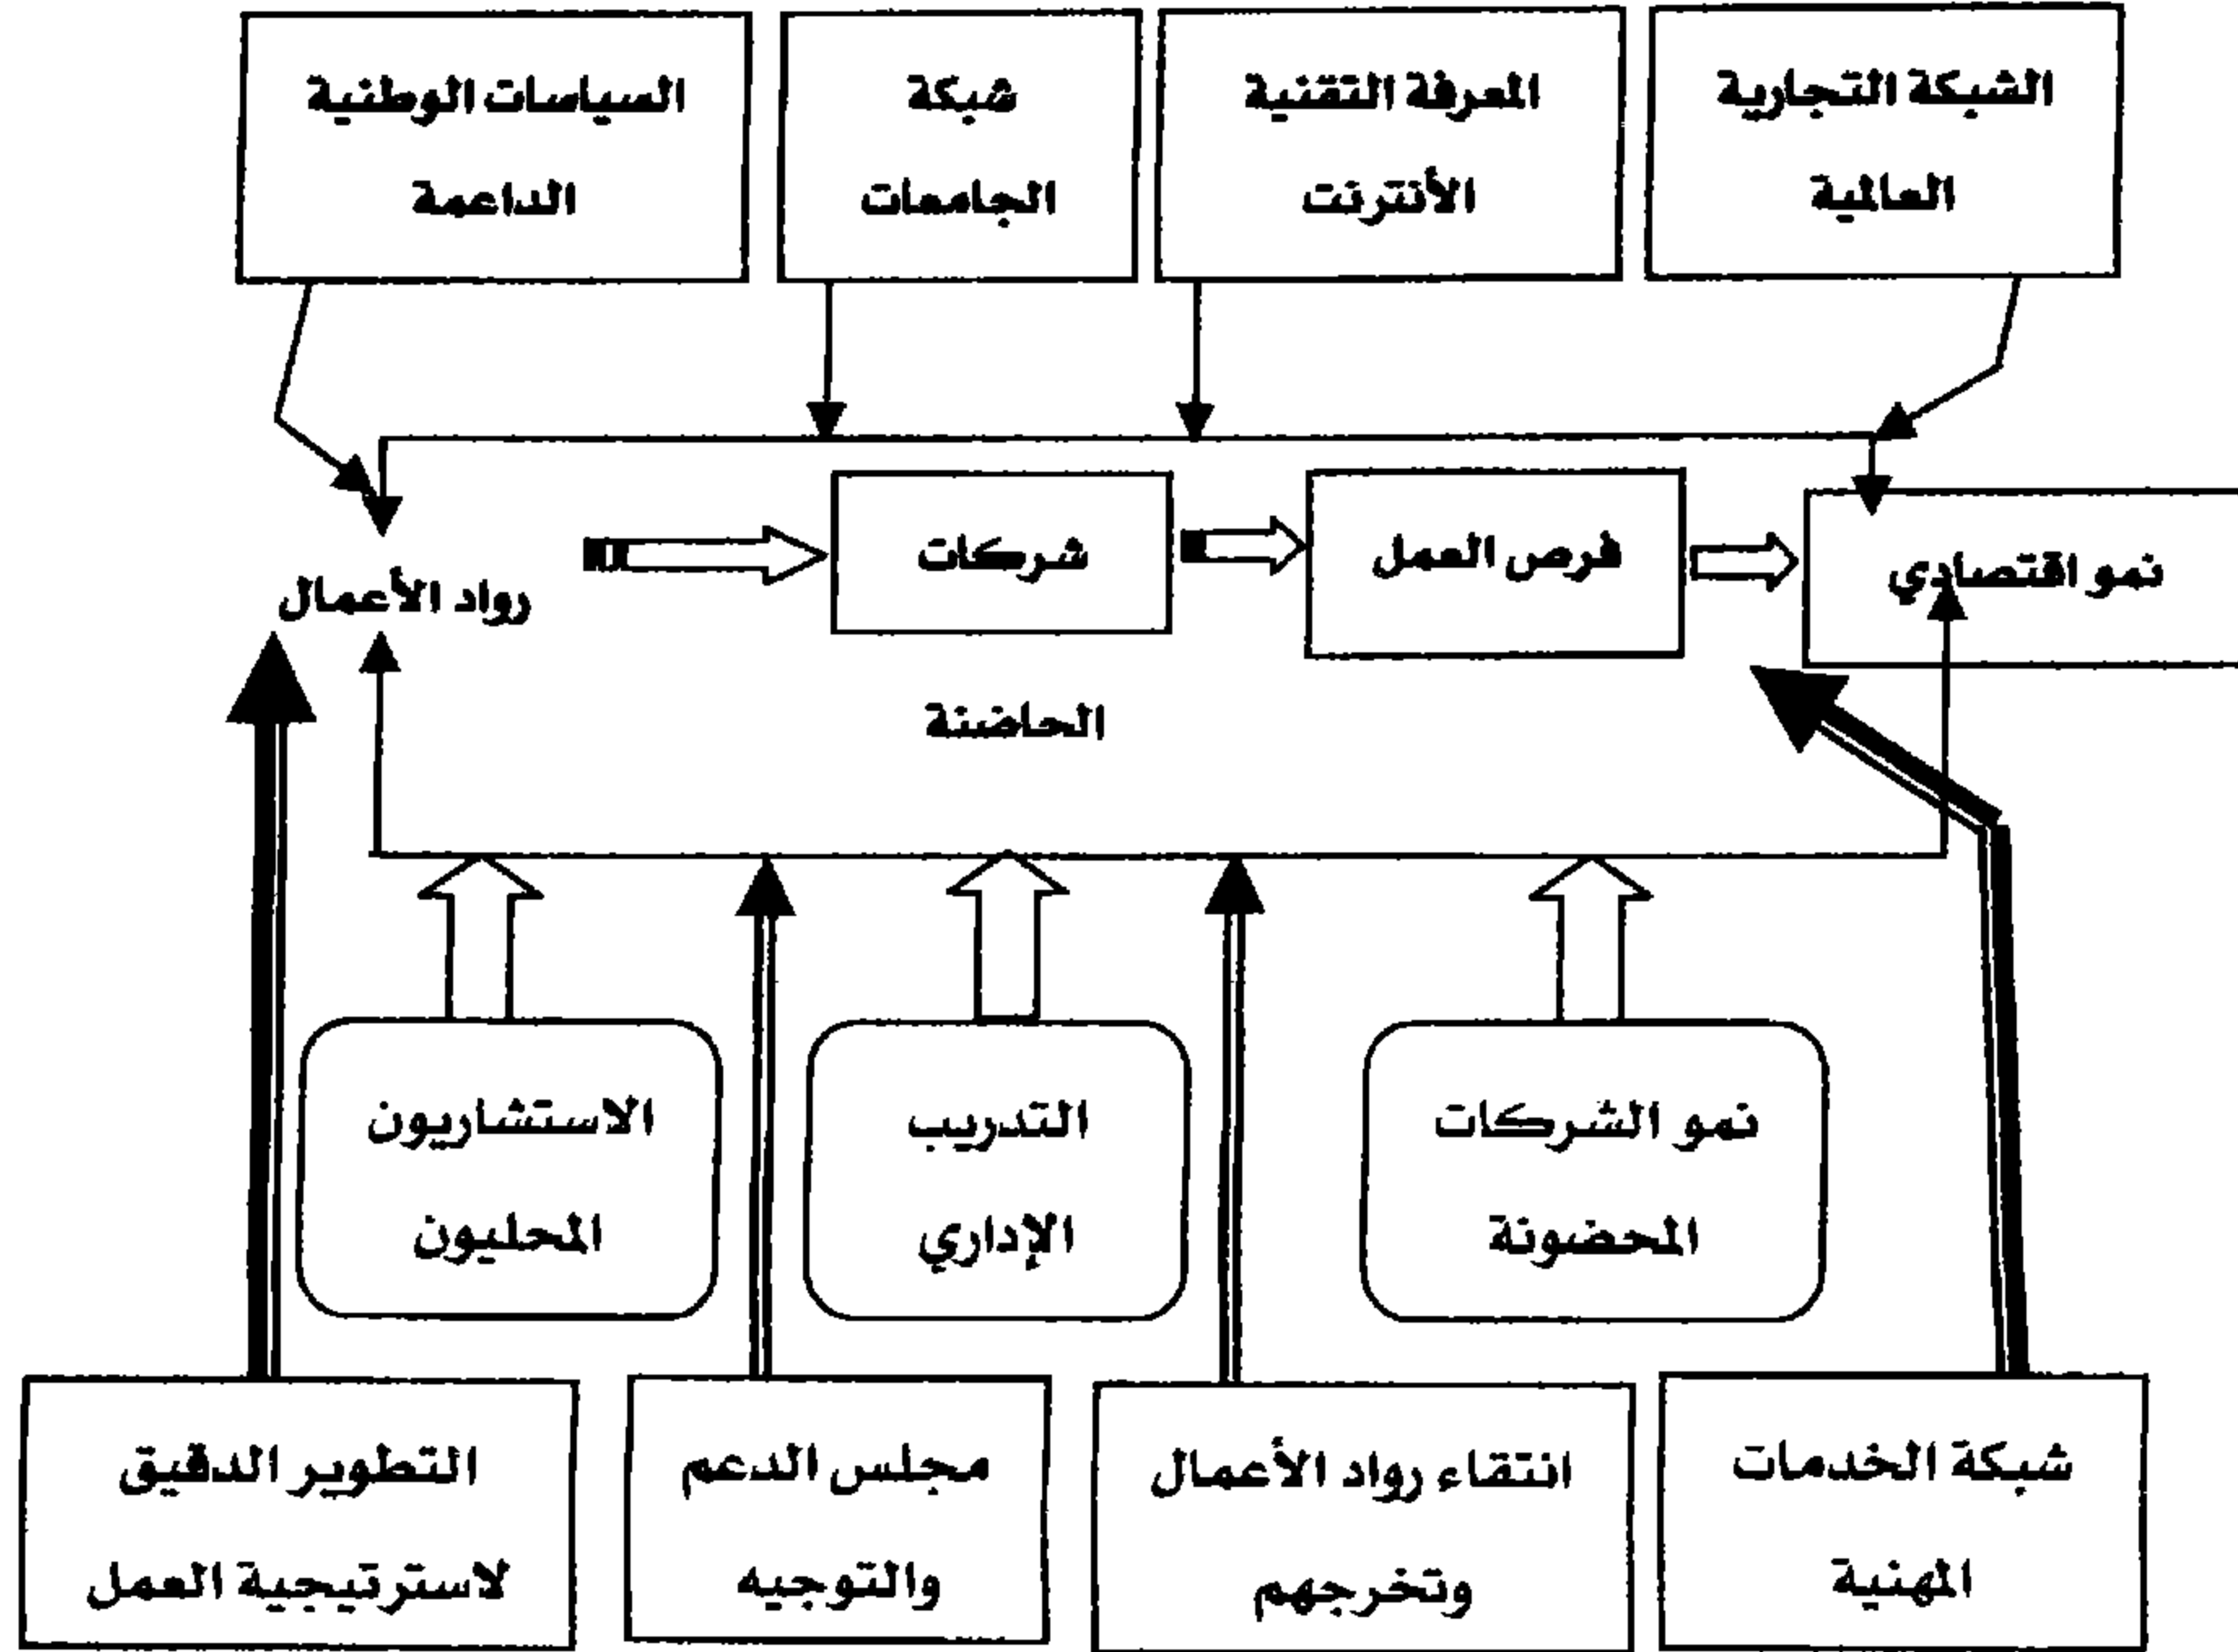 الشبكة التجارية
العالمية
المعرفة التقنية
الأنترنت
شبكة
الجامعات
السياسات الوطنية
الداعمة
رواد الأعمال
شركات
فرص العمل
نمو اقتصادي
الحاضنة
نمو الشركات
المحضونة
التدريب
الإداري
الاستشاريون
المحليون
شبكة الخدمات
المهنية
انتقاء رواد الأعمال
وتخرجهم
مجلس الدعم
والتوجيه
التطوير الدقيق
لاسترتيجية العمل